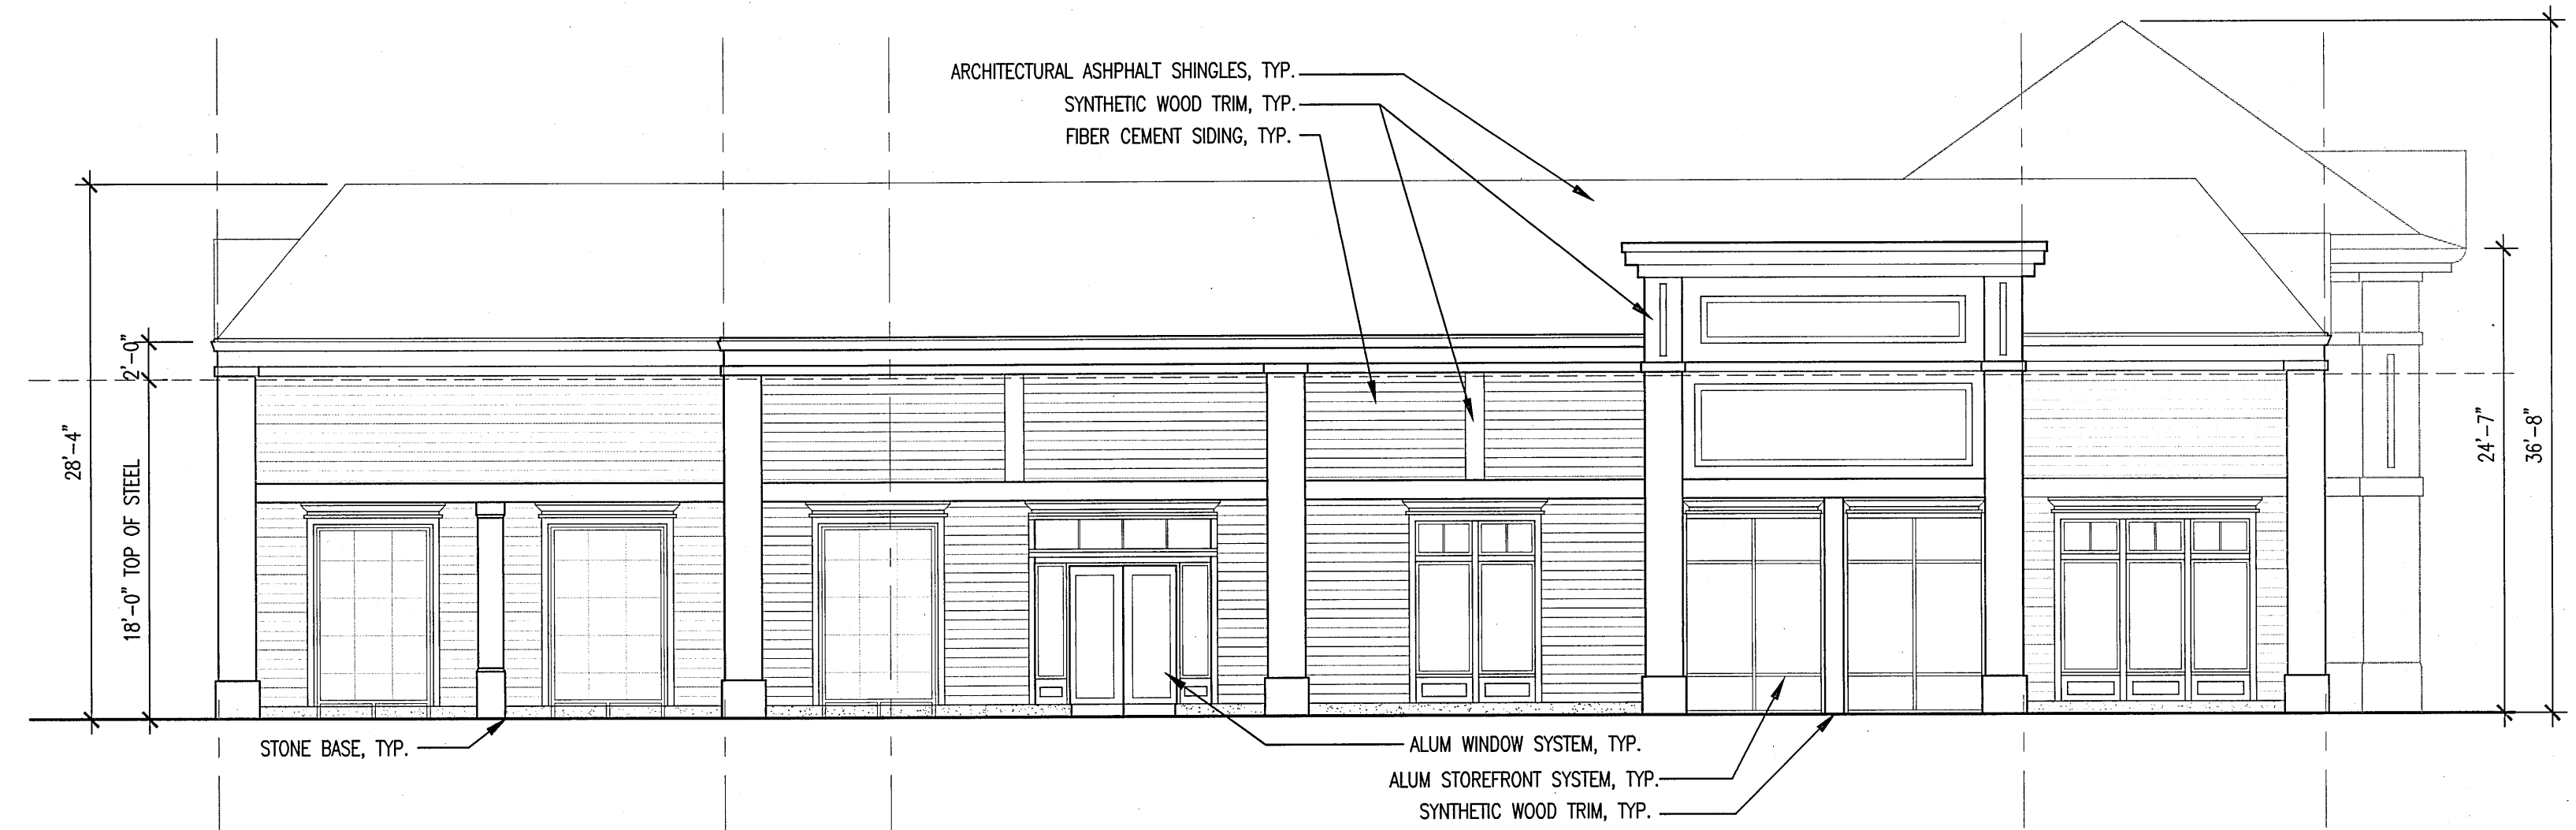 ARCHITECTURAL ASHPHALT SHINGLES, TYP.
SYNTHETIC WOOD TRIM, TYP.
FIBER CEMENT SIDING, TYP.
28'-4"
2'-0"
18'-0" TOP OF STEEL
24'-7"
36'-8"
STONE BASE, TYP.
ALUM WINDOW SYSTEM, TYP.
ALUM STOREFRONT SYSTEM, TYP.
SYNTHETIC WOOD TRIM, TYP.